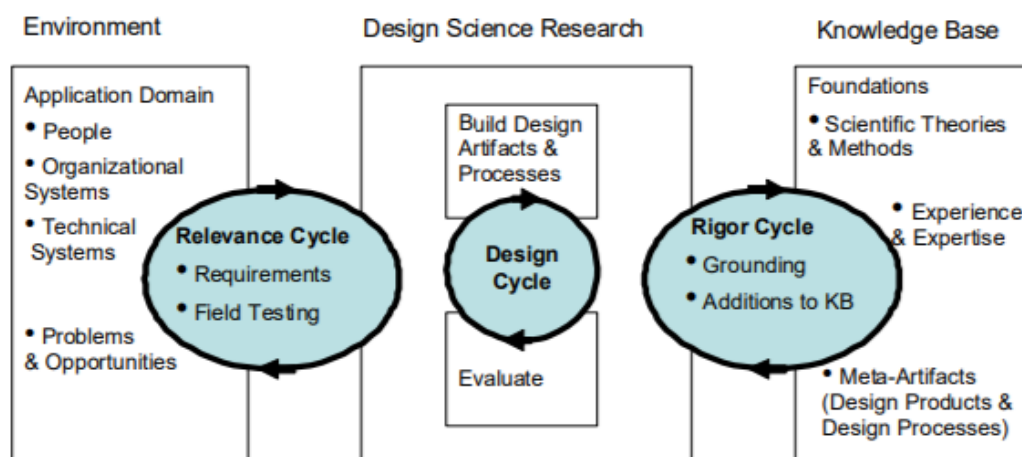 Environment
Design Science Research
Knowledge Base
Application Domain
• People
• Organizational
Systems
• Technical
Systems
• Problems
& Opportunities
Relevance Cycle
• Requirements
• Field Testing
Build Design
Artifacts &
Processes
Design
Cycle
Evaluate
Rigor Cycle
• Grounding
• Additions to KB
Foundations
• Scientific Theories
& Methods
• Experience
& Expertise
• Meta-Artifacts
(Design Products &
Design Processes)